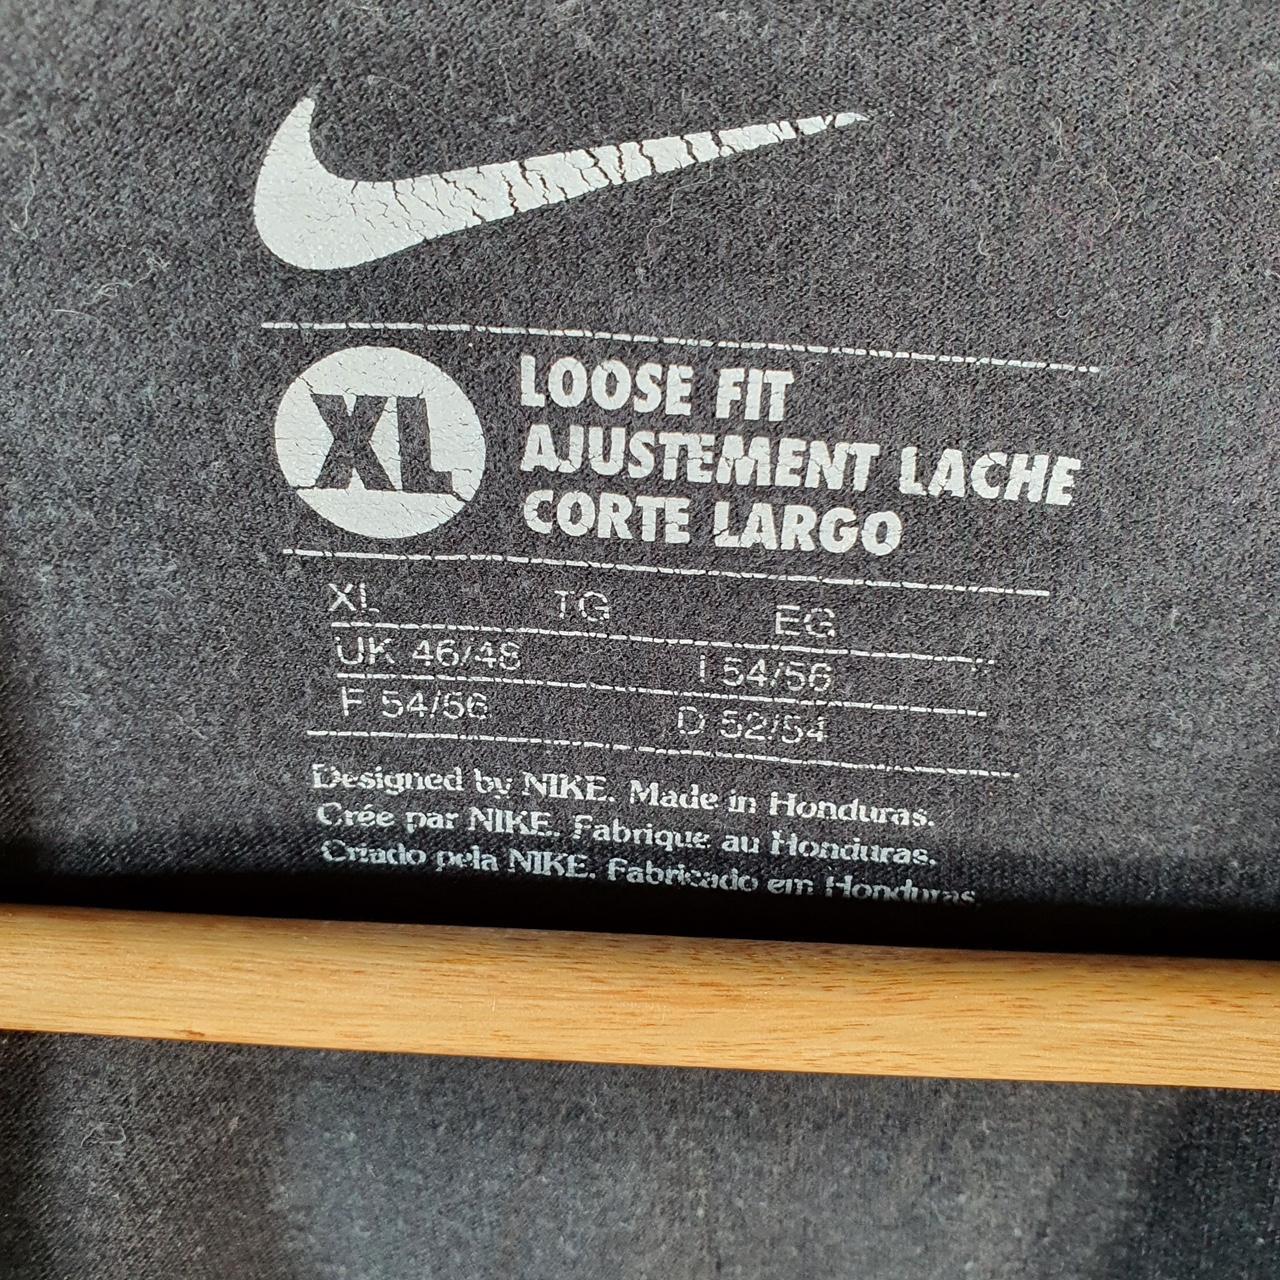 XL
LOOSE FIT
AJUSTEMENT LACHE
CORTE LARGO
XL TG EG
UK 46/48 I 54/56
F 54/56 D 52/54
Designed by NIKE. Made in Honduras.
Crée par NIKE. Fabrique au Honduras.
Criado pela NIKE. Fabricado em Honduras